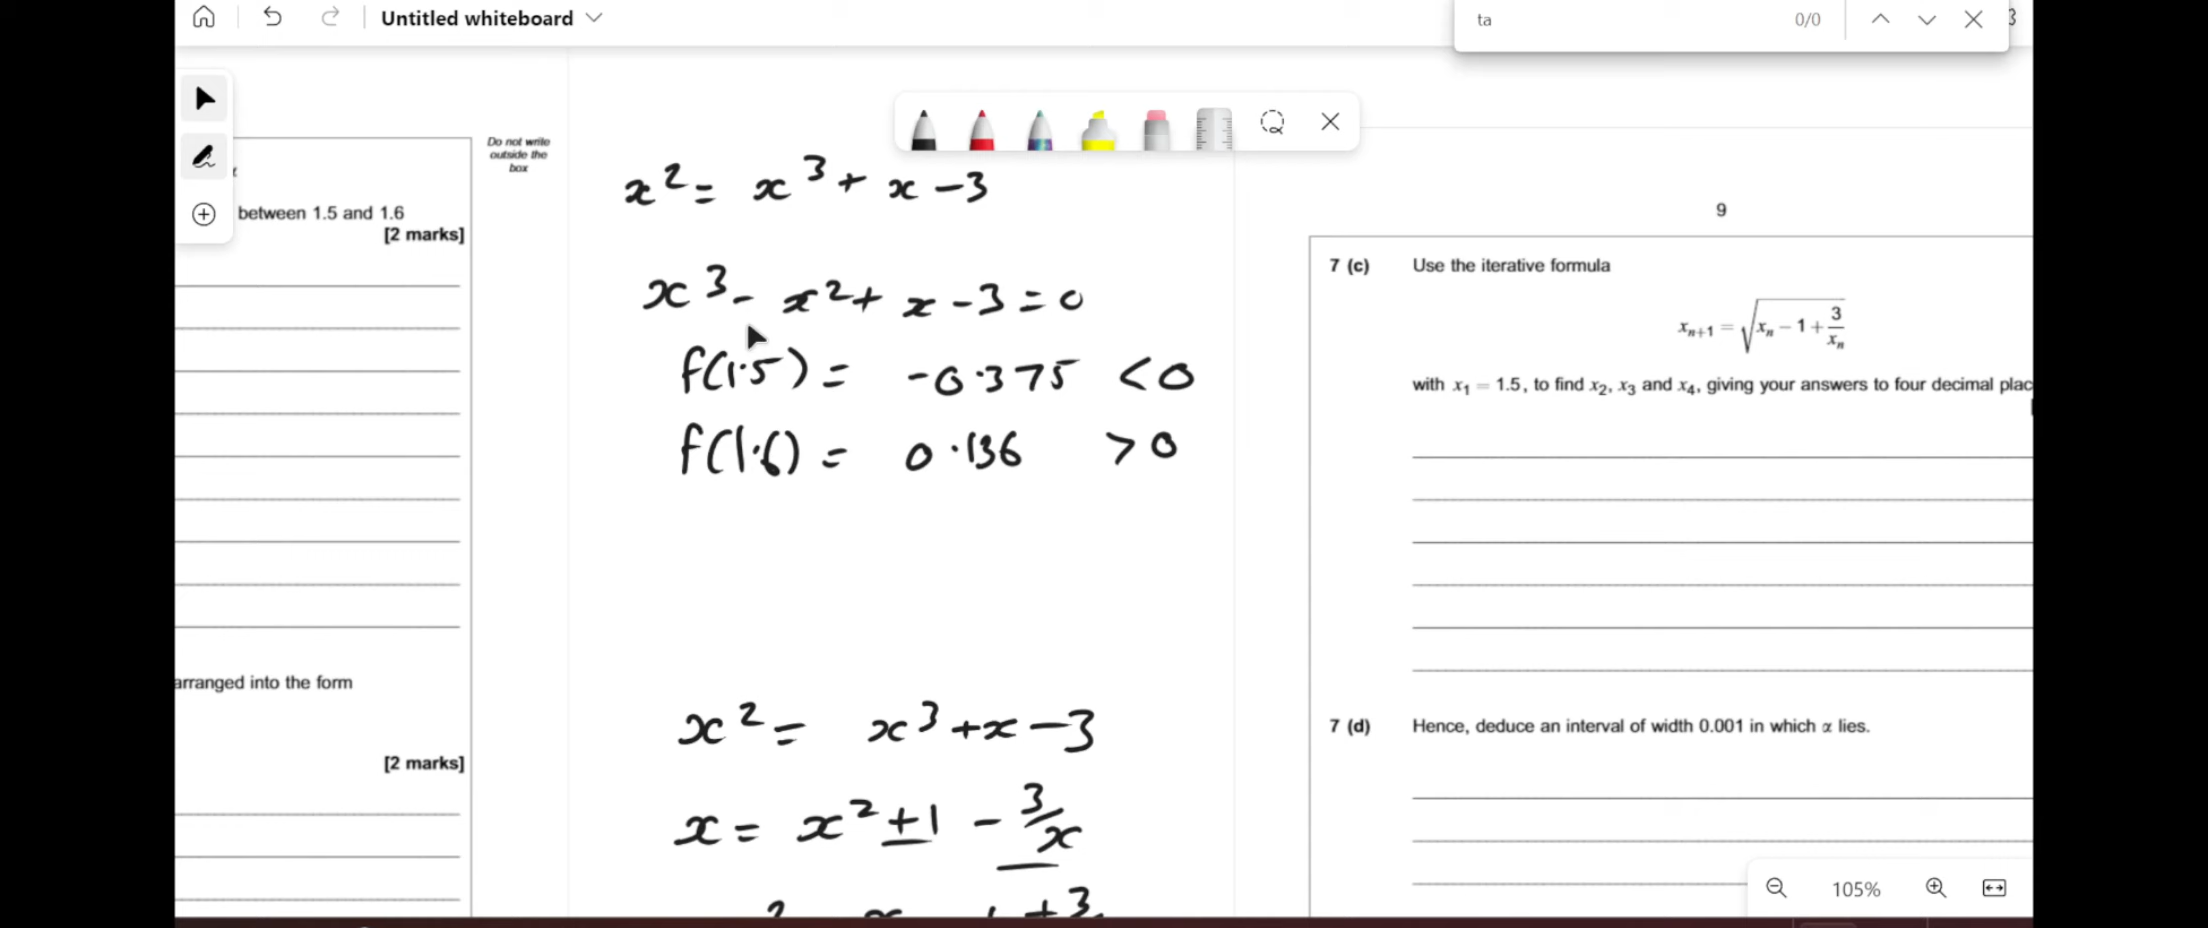 Untitled whiteboard
ta
0/0
Do not write
outside the
box
between 1.5 and 1.6
[2 marks]
arranged into the form
[2 marks]
x² = x³ + x − 3
x³ − x² + x − 3 = 0
f(1.5) = −0.375 < 0
f(1.6) = 0.136 > 0
x² = x³ + x − 3
x = x² + 1 − 3/x
9
7 (c) Use the iterative formula
xₙ₊₁ = √(xₙ − 1 + 3/xₙ)
with x₁ = 1.5, to find x₂, x₃ and x₄, giving your answers to four decimal plac
7 (d) Hence, deduce an interval of width 0.001 in which α lies.
105%